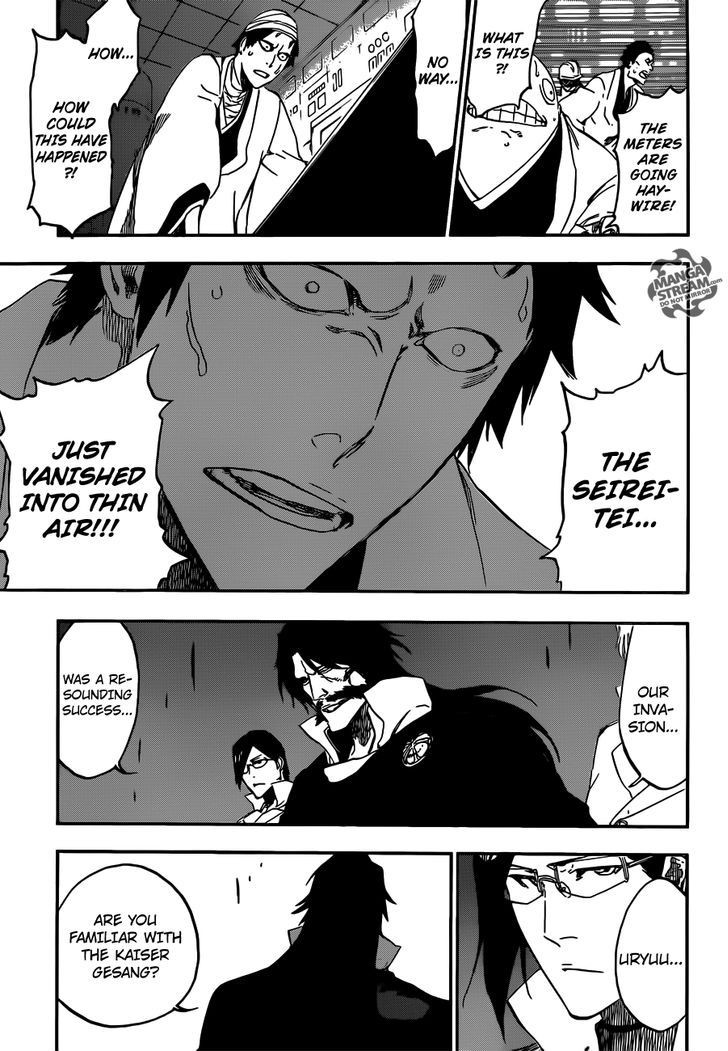 WHAT
IS THIS
?!
THE
METERS
ARE
GOING
HAY-
WIRE!
NO
WAY...
HOW...
HOW
COULD
THIS HAVE
HAPPENED
?!
MANGA
STREAM.com
DO NOT MIRROR
THE
SEIREI-
TEI...
JUST
VANISHED
INTO THIN
AIR!!!
OUR
INVA-
SION...
WAS A RE-
SOUNDING
SUCCESS...
URYUU...
ARE YOU
FAMILIAR WITH
THE KAISER
GESANG?